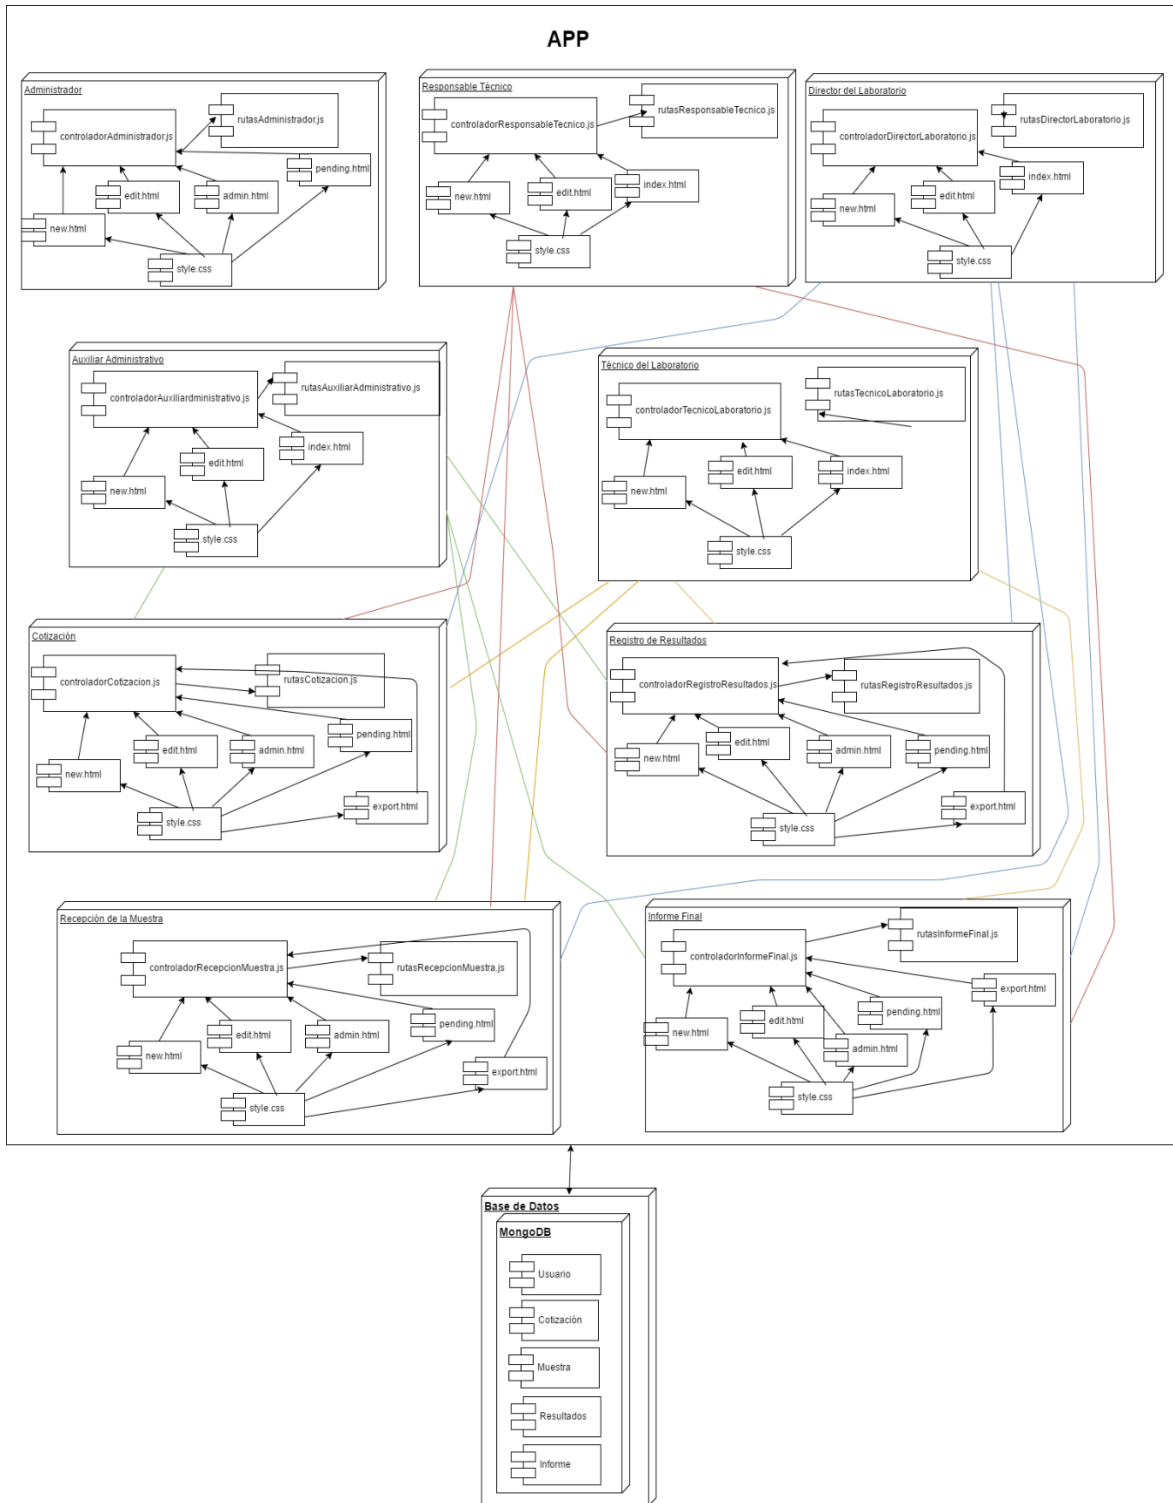 APP
Administrador
controladorAdministrador.js
rutasAdministrador.js
pending.html
edit.html
admin.html
new.html
style.css
Responsable Técnico
controladorResponsableTecnico.js
rutasResponsableTecnico.js
index.html
edit.html
new.html
style.css
Director del Laboratorio
controladorDirectorLaboratorio.js
rutasDirectorLaboratorio.js
index.html
edit.html
new.html
style.css
Auxiliar Administrativo
controladorAuxiliardministrativo.js
rutasAuxiliarAdministrativo.js
index.html
edit.html
new.html
style.css
Técnico del Laboratorio
controladorTecnicoLaboratorio.js
rutasTecnicoLaboratorio.js
index.html
edit.html
new.html
style.css
Cotización
controladorCotizacion.js
rutasCotizacion.js
pending.html
edit.html
admin.html
new.html
export.html
style.css
Registro de Resultados
controladorRegistroResultados.js
rutasRegistroResultados.js
edit.html
admin.html
pending.html
new.html
export.html
style.css
Recepción de la Muestra
controladorRecepcionMuestra.js
rutasRecepcionMuestra.js
pending.html
edit.html
admin.html
new.html
export.html
style.css
Informe Final
controladorInformeFinal.js
rutasInformeFinal.js
export.html
pending.html
edit.html
new.html
admin.html
style.css
Base de Datos
MongoDB
Usuario
Cotización
Muestra
Resultados
Informe